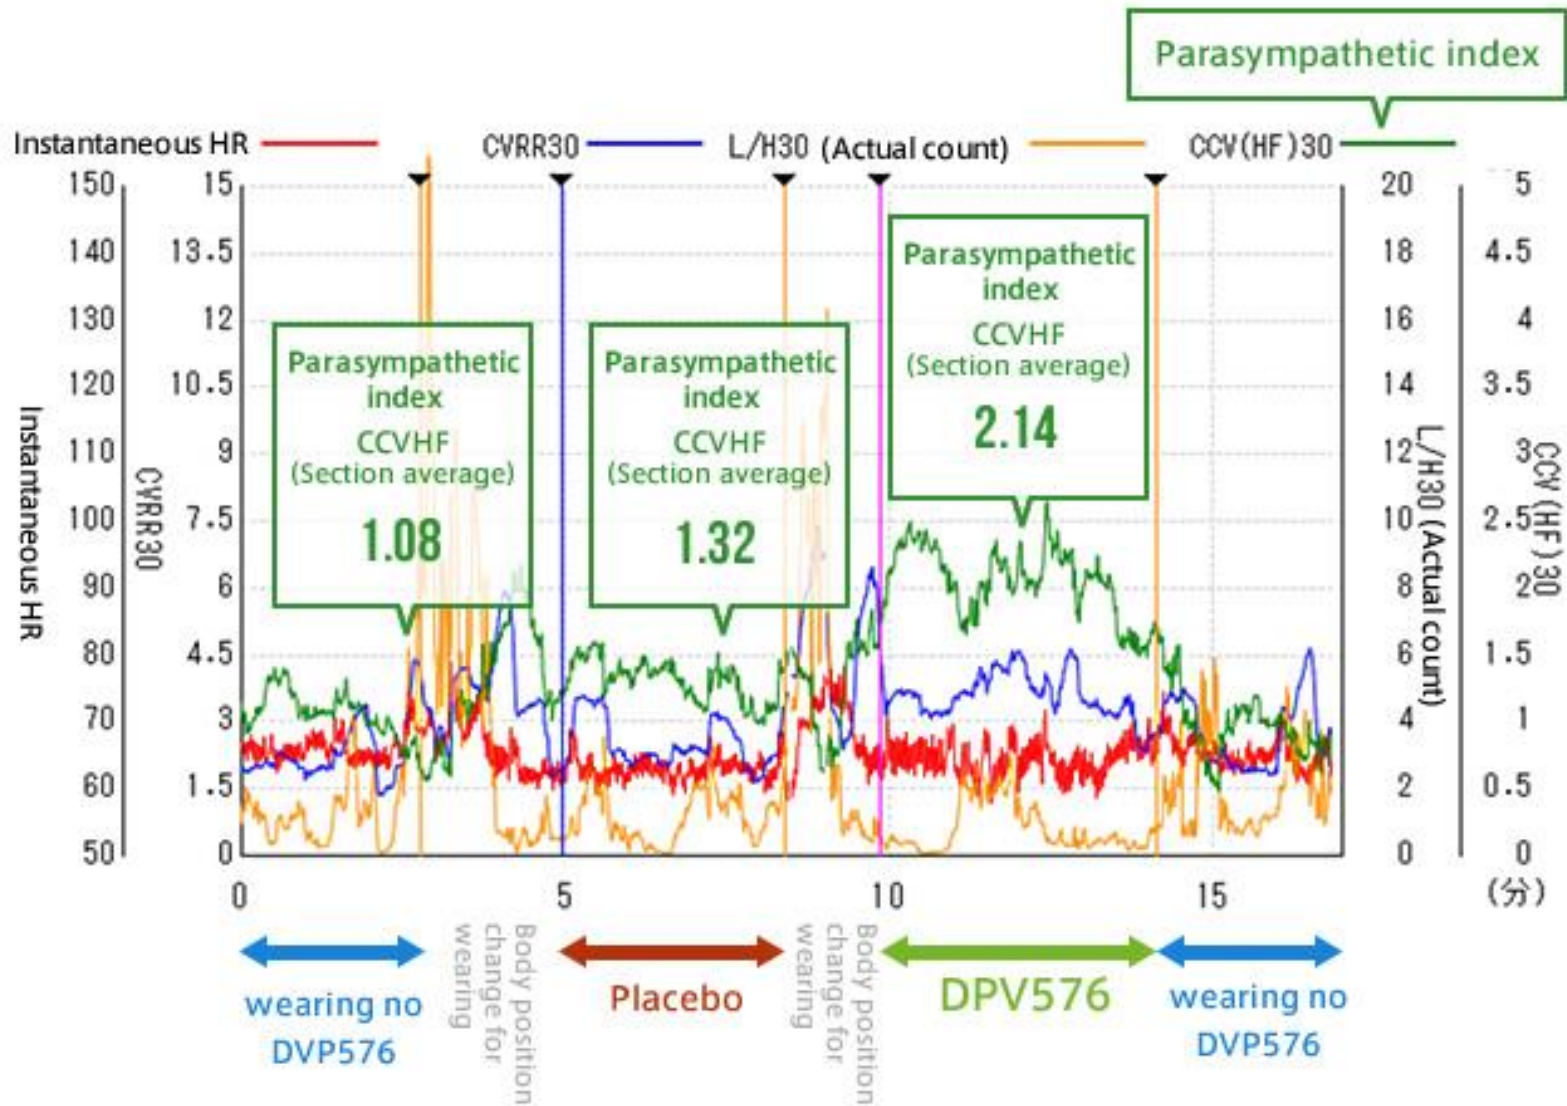 Parasympathetic index
Instantaneous HR
CVRR30
L/H30 (Actual count)
CCV(HF)30
150 15 20 5
140 13.5 18 4.5
130 12 16 4
120 10.5 14 3.5
110 9 12 3
100 7.5 10 2.5
90 6 8 2
80 4.5 6 1.5
70 3 4 1
60 1.5 2 0.5
50 0 0 0
Instantaneous HR
CVRR30
Parasympathetic
index
CCVHF
(Section average)
1.08
Parasympathetic
index
CCVHF
(Section average)
1.32
Parasympathetic
index
CCVHF
(Section average)
2.14
L/H30 (Actual count)
CCV(HF)30
0 5 10 15 (分)
wearing no
DVP576
Body position
change for
wearing
Placebo
Body position
change for
wearing
DPV576
wearing no
DVP576